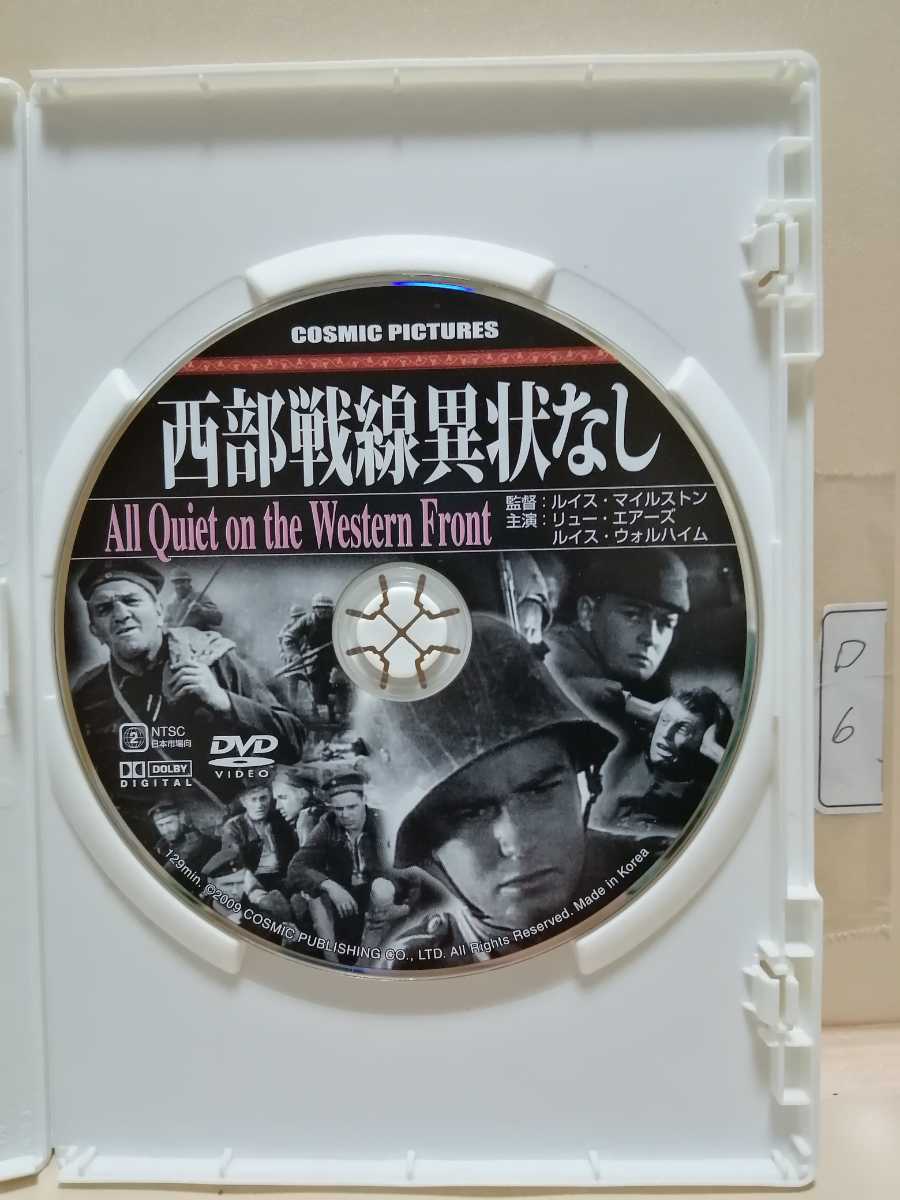 COSMIC PICTURES
西部戦線異状なし
All Quiet on the Western Front
監督：ルイス・マイルストン
主演：リュー・エアーズ
ルイス・ウォルハイム
2
NTSC
日本市場向
DVD
VIDEO
DOLBY
DIGITAL
129min. ©2009 COSMIC PUBLISHING CO., LTD. All Rights Reserved. Made in Korea
D
6